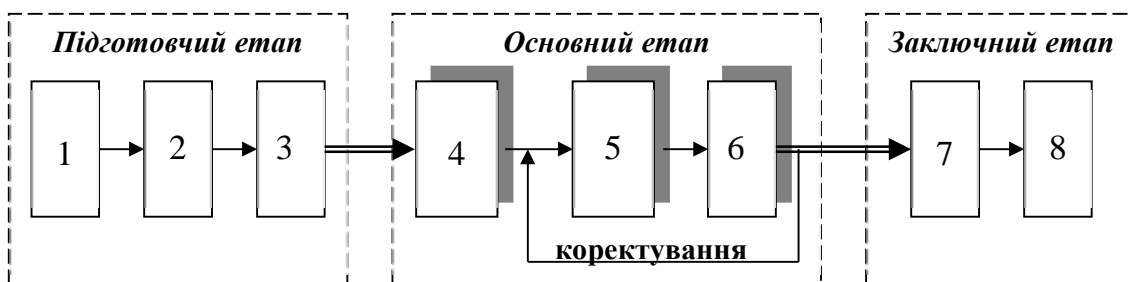 Підготовчий етап
Основний етап
Заключний етап
1
2
3
4
5
6
7
8
коректування